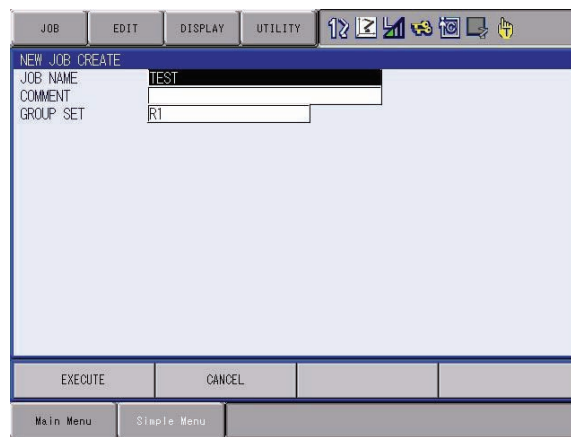 JOB EDIT DISPLAY UTILITY
NEW JOB CREATE
JOB NAME TEST
COMMENT
GROUP SET R1
EXECUTE CANCEL
Main Menu Simple Menu